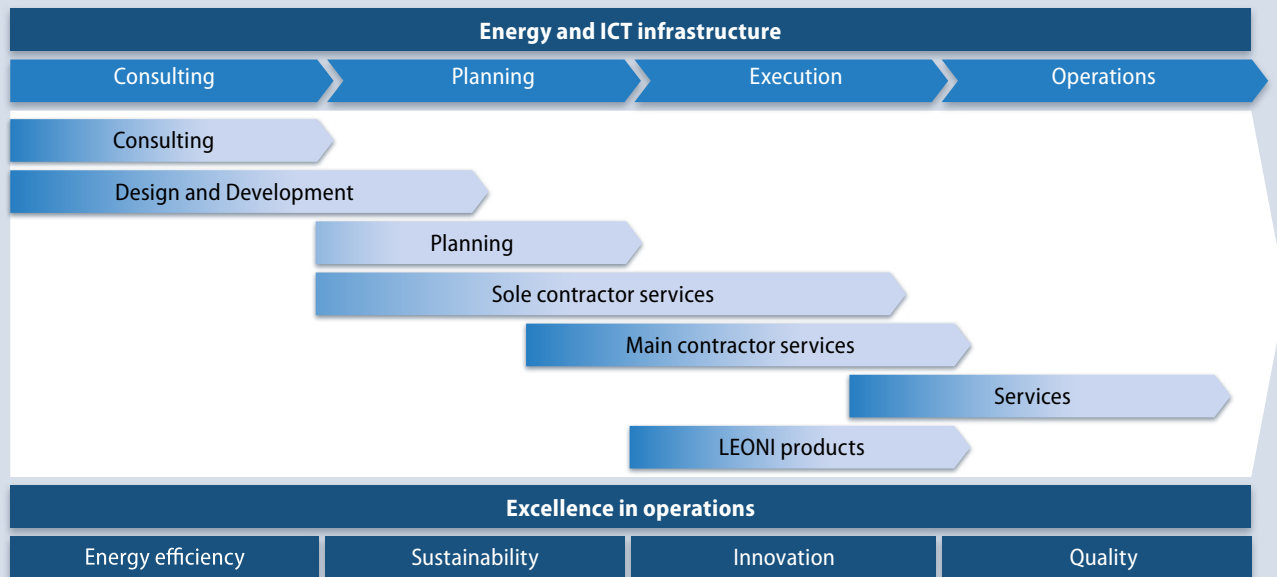 Energy and ICT infrastructure
Consulting
Planning
Execution
Operations
Consulting
Design and Development
Planning
Sole contractor services
Main contractor services
Services
LEONI products
Excellence in operations
Energy efficiency
Sustainability
Innovation
Quality